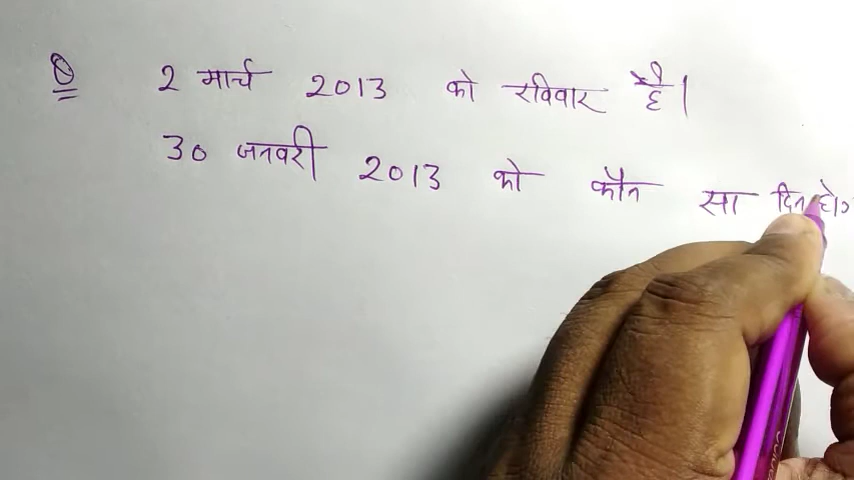 Q 2 मार्च 2013 को रविवार है।
30 जनवरी 2013 को कौन सा दिन